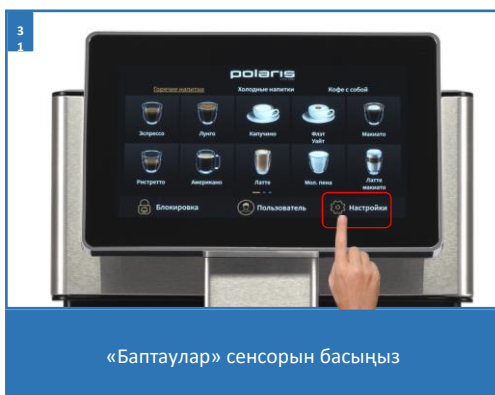 3
1
polaris
Горячие напитки Холодные напитки Кофе с собой
Эспрессо Лунго Капучино Флэт Уайт Макиато
Ристретто Американо Латте Мол. пена Латте макиато
Блокировка Пользователь Настройки
«Баптаулар» сенсорын басыңыз